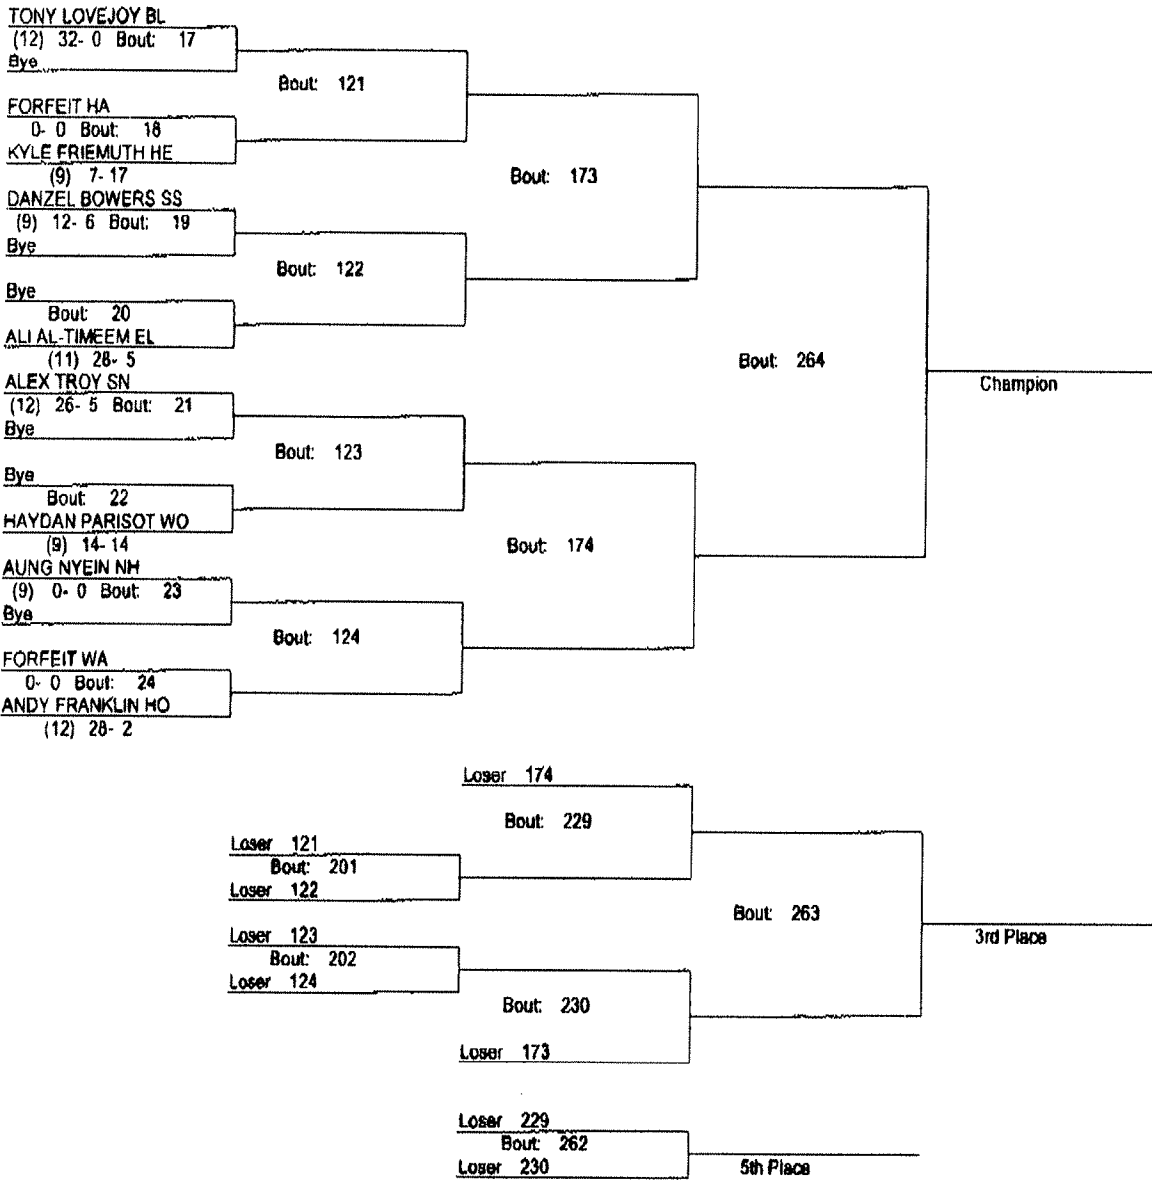 TONY LOVEJOY BL
(12) 32- 0 Bout: 17
Bye
Bout: 121
FORFEIT HA
0- 0 Bout: 18
KYLE FRIEMUTH HE
(9) 7- 17
Bout: 173
DANZEL BOWERS SS
(9) 12- 6 Bout: 19
Bye
Bout: 122
Bye
Bout: 20
ALI AL-TIMEEM EL
(11) 28- 5
Bout: 264
Champion
ALEX TROY SN
(12) 26- 5 Bout: 21
Bye
Bout: 123
Bye
Bout: 22
HAYDAN PARISOT WO
(9) 14- 14
Bout: 174
AUNG NYEIN NH
(9) 0- 0 Bout: 23
Bye
Bout: 124
FORFEIT WA
0- 0 Bout: 24
ANDY FRANKLIN HO
(12) 28- 2
Loser 174
Bout: 229
Loser 121
Bout: 201
Loser 122
Bout: 263
Loser 123
3rd Place
Bout: 202
Loser 124
Bout: 230
Loser 173
Loser 229
Bout: 262
Loser 230
5th Place